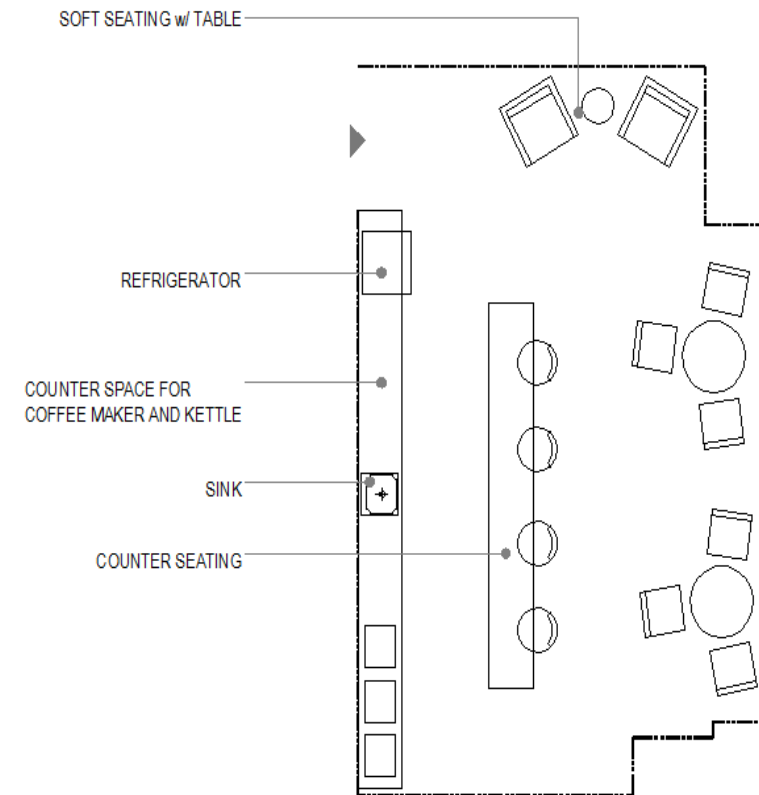 SOFT SEATING w/ TABLE
REFRIGERATOR
COUNTER SPACE FOR
COFFEE MAKER AND KETTLE
SINK
COUNTER SEATING